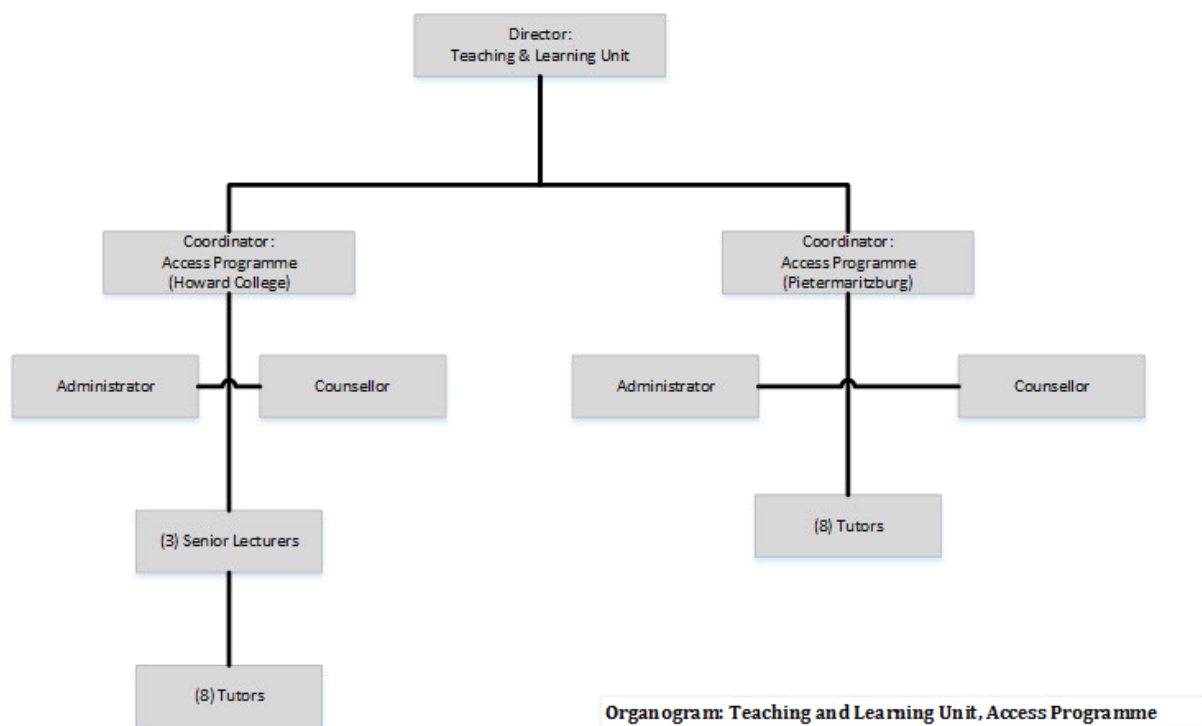 Director:
Teaching & Learning Unit
Coordinator:
Access Programme
(Howard College)
Coordinator:
Access Programme
(Pietermaritzburg)
Administrator
Counsellor
Administrator
Counsellor
(3) Senior Lecturers
(8) Tutors
(8) Tutors
Organogram: Teaching and Learning Unit, Access Programme